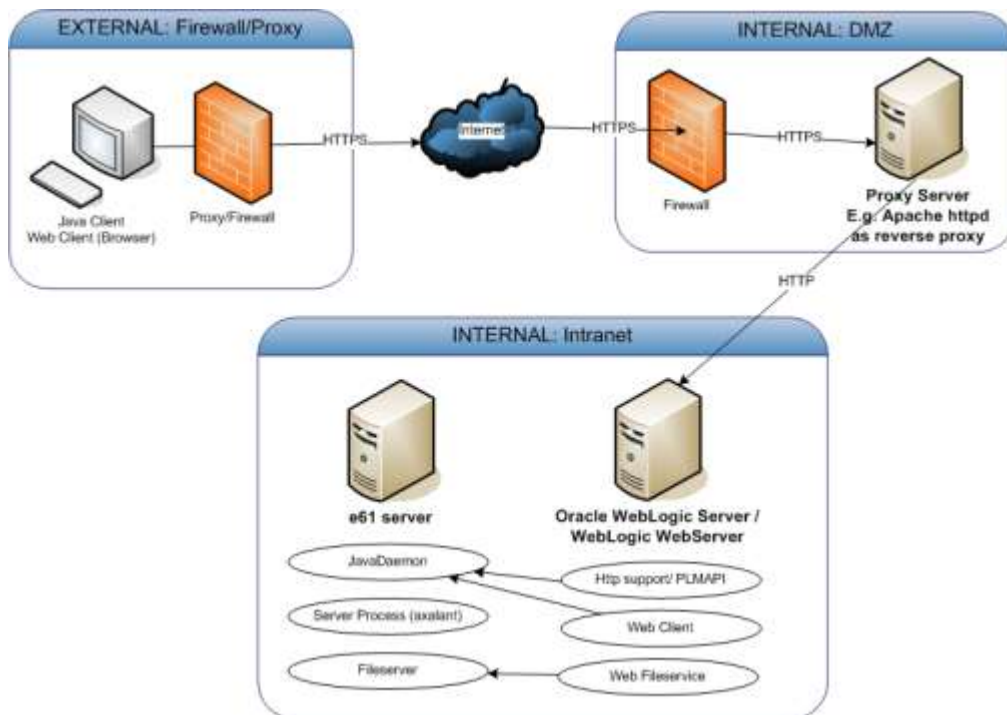 EXTERNAL: Firewall/Proxy
INTERNAL: DMZ
HTTPS
Internet
HTTPS
HTTPS
Java Client
Web Client (Browser)
Proxy/Firewall
Firewall
Proxy Server
E.g. Apache httpd
as reverse proxy
HTTP
INTERNAL: Intranet
e61 server
Oracle WebLogic Server /
WebLogic WebServer
JavaDaemon
Http support/ PLMAPI
Server Process (axalant)
Web Client
Fileserver
Web Fileservice